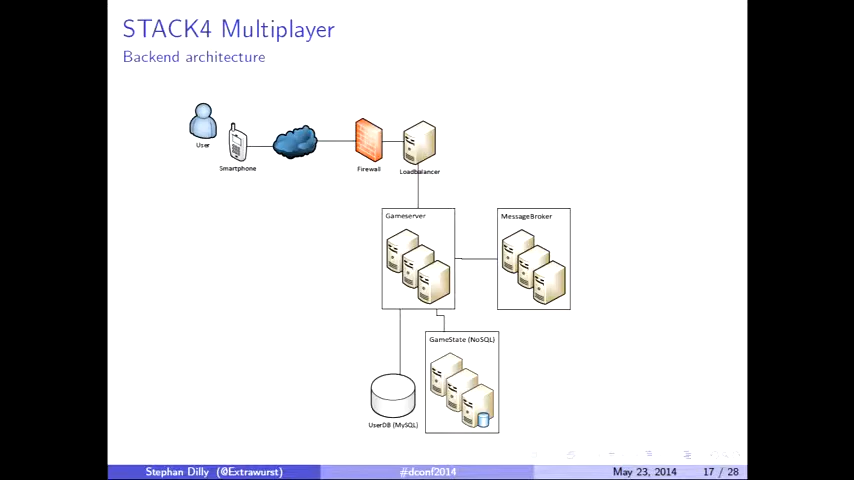 STACK4 Multiplayer
Backend architecture
User
Smartphone
Firewall
Loadbalancer
Gameserver
MessageBroker
GameState (NoSQL)
UserDB (MySQL)
Stephan Dilly (@Extrawurst)
#dconf2014
May 23, 2014
17 / 28